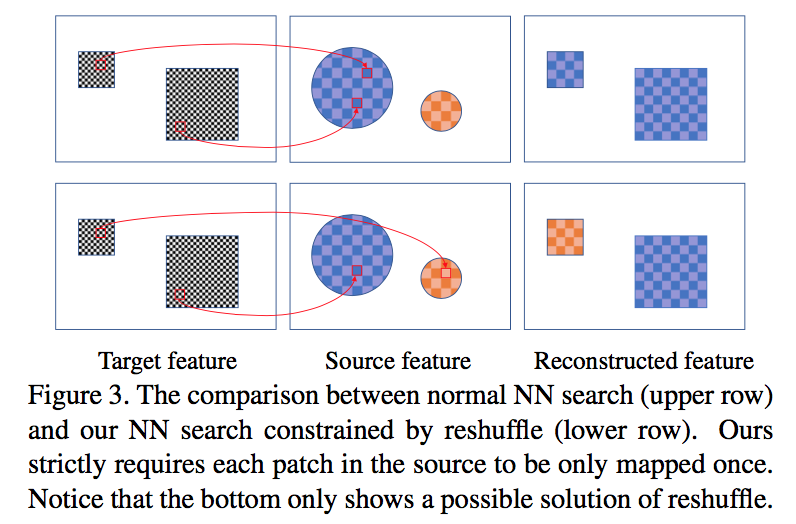 Target feature
Source feature
Reconstructed feature
Figure 3. The comparison between normal NN search (upper row)
and our NN search constrained by reshuffle (lower row). Ours
strictly requires each patch in the source to be only mapped once.
Notice that the bottom only shows a possible solution of reshuffle.